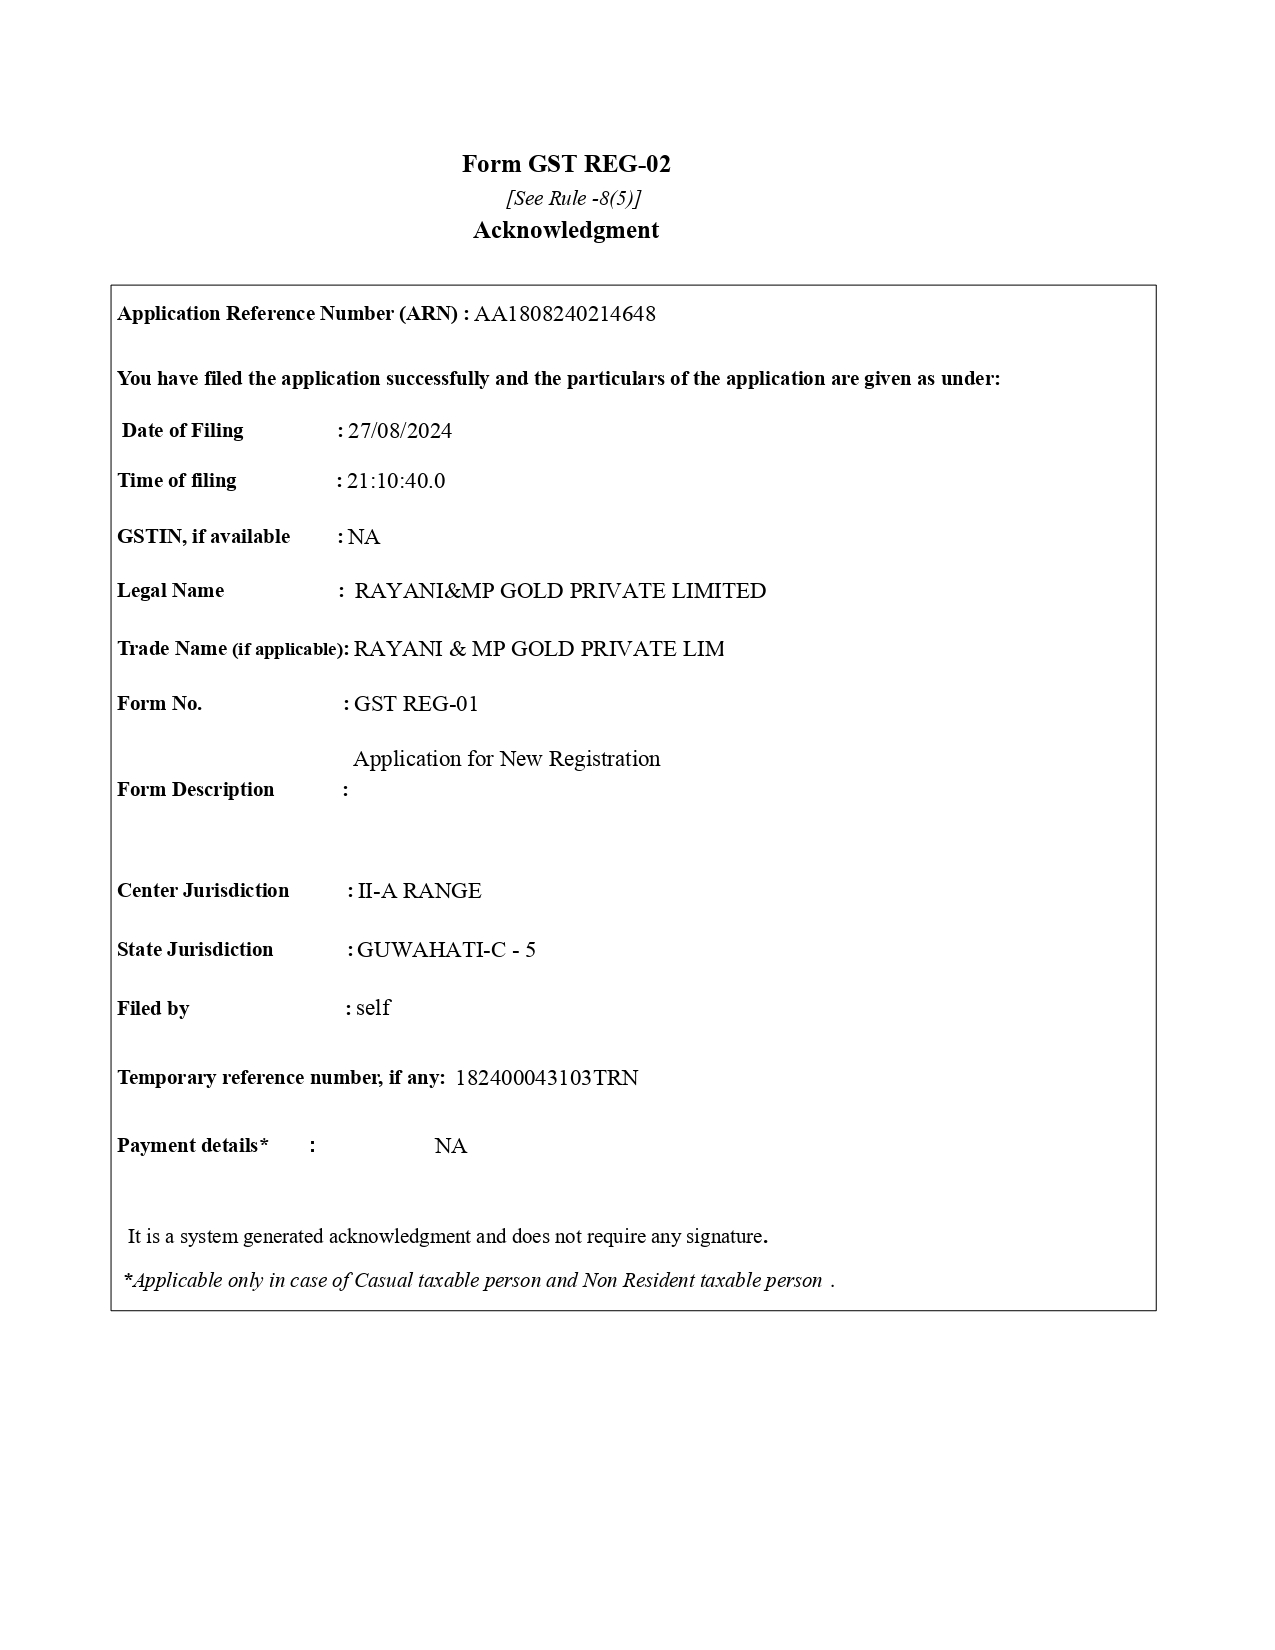 Form GST REG-02
[See Rule -8(5)]
Acknowledgment
Application Reference Number (ARN) : AA1808240214648
You have filed the application successfully and the particulars of the application are given as under:
Date of Filing : 27/08/2024
Time of filing : 21:10:40.0
GSTIN, if available : NA
Legal Name : RAYANI&MP GOLD PRIVATE LIMITED
Trade Name (if applicable): RAYANI & MP GOLD PRIVATE LIM
Form No. : GST REG-01
Application for New Registration
Form Description :
Center Jurisdiction : II-A RANGE
State Jurisdiction : GUWAHATI-C - 5
Filed by : self
Temporary reference number, if any: 182400043103TRN
Payment details* : NA
It is a system generated acknowledgment and does not require any signature.
*Applicable only in case of Casual taxable person and Non Resident taxable person .